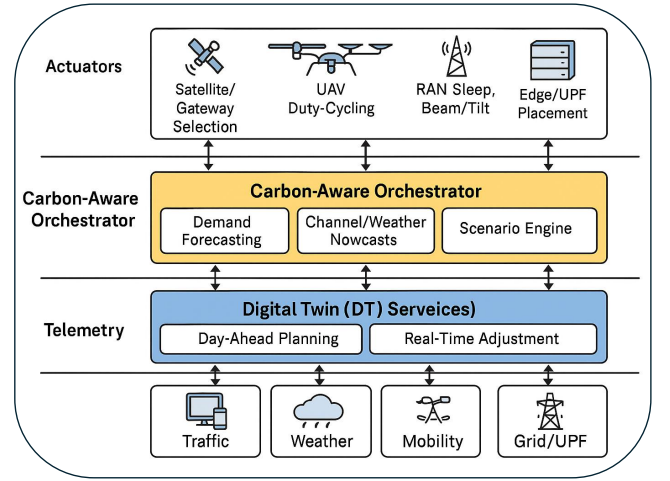 Actuators
Satellite/
Gateway
Selection
UAV
Duty-Cycling
RAN Sleep,
Beam/Tilt
Edge/UPF
Placement
Carbon-Aware
Orchestrator
Carbon-Aware Orchestrator
Demand
Forecasting
Channel/Weather
Nowcasts
Scenario Engine
Telemetry
Digital Twin (DT) Serveices)
Day-Ahead Planning
Real-Time Adjustment
Traffic
Weather
Mobility
Grid/UPF